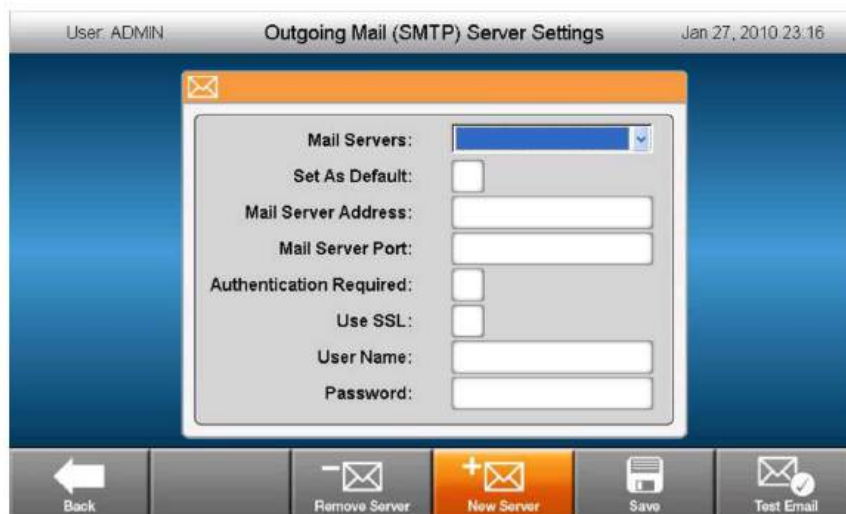 User: ADMIN Outgoing Mail (SMTP) Server Settings Jan 27, 2010 23:16
Mail Servers:
Set As Default:
Mail Server Address:
Mail Server Port:
Authentication Required:
Use SSL:
User Name:
Password:
Back Remove Server New Server Save Test Email